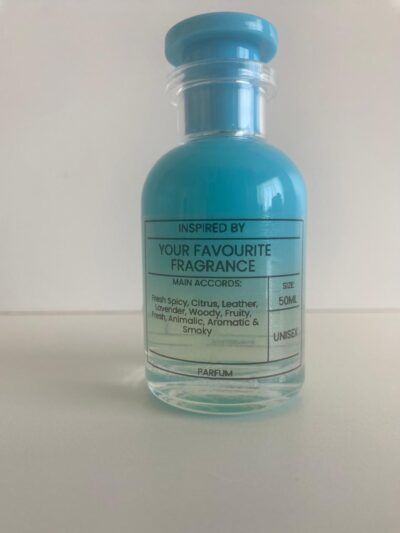 INSPIRED BY
YOUR FAVOURITE
FRAGRANCE
MAIN ACCORDS:
Fresh Spicy, Citrus, Leather,
Lavender, Woody, Fruity,
Fresh, Animalic, Aromatic &
Smoky
SIZE:
50ML
UNISEX
PARFUM